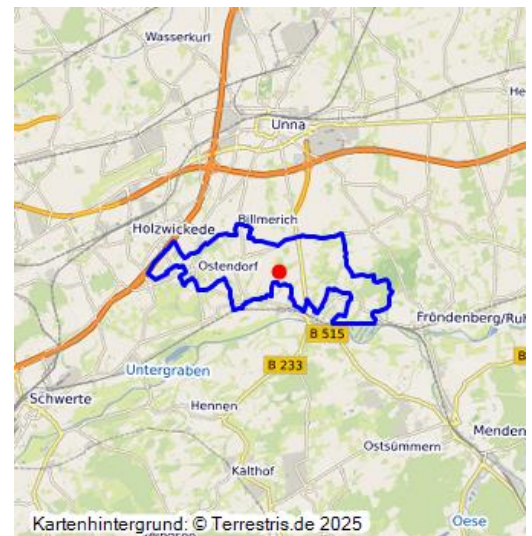 Wasserkurl
Unna
Billmerich
Holzwickede
Ostendorf
Fröndenberg/Ruh
B 515
Untergraben
B 233
Schwerte
Hennen
Ostsümmern
Menden
Kalthof
Oese
Kartenhintergrund: © Terrestris.de 2025